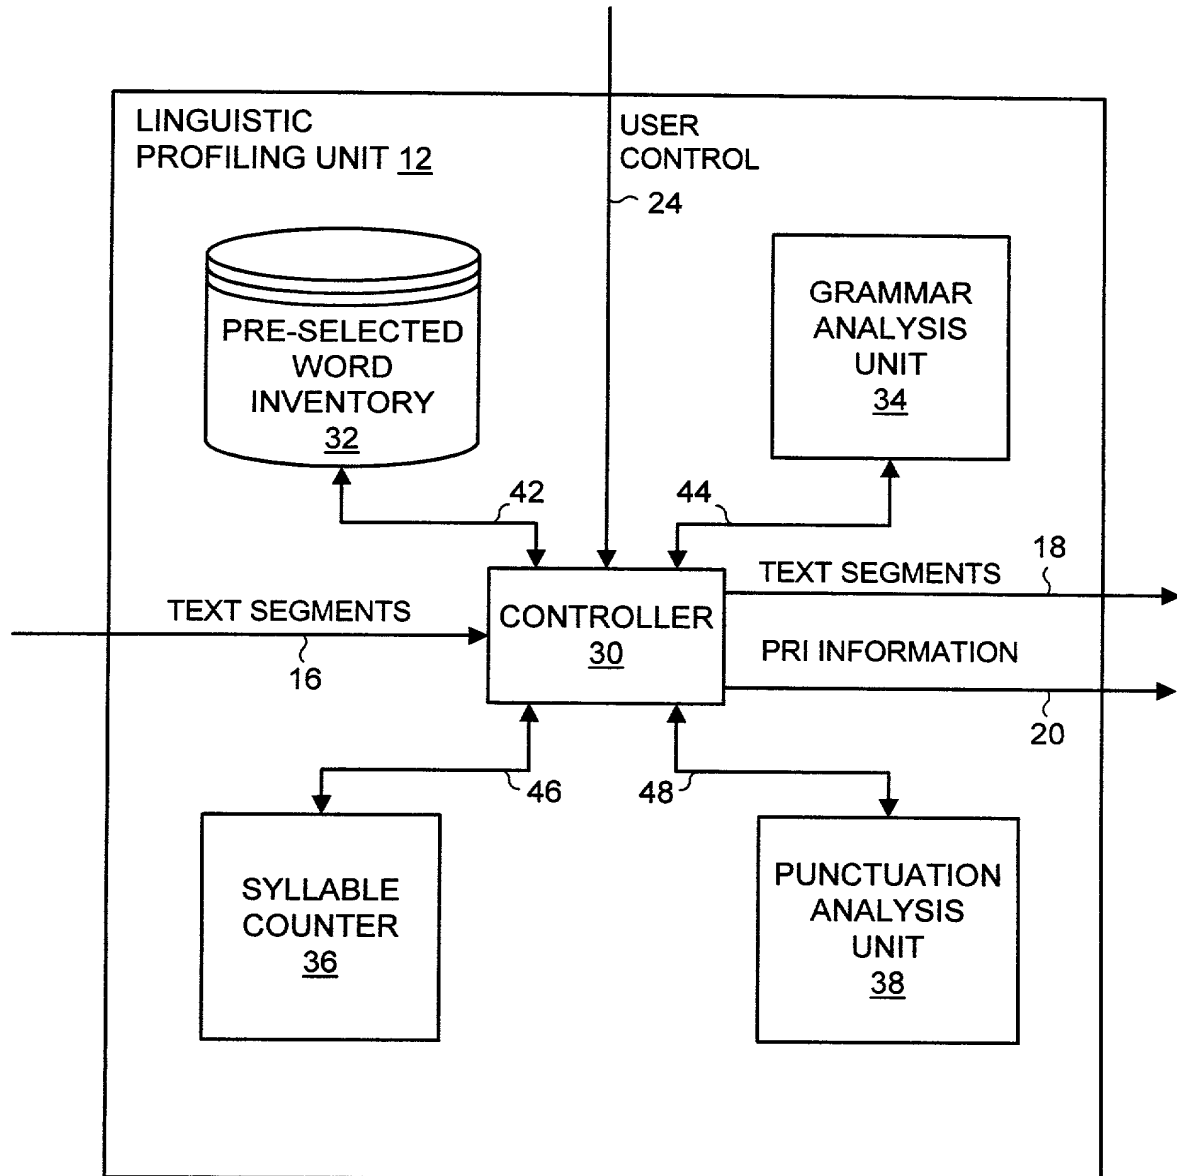 LINGUISTIC
PROFILING UNIT 12
USER
CONTROL
24
PRE-SELECTED
WORD
INVENTORY
32
GRAMMAR
ANALYSIS
UNIT
34
42
44
TEXT SEGMENTS
16
CONTROLLER
30
TEXT SEGMENTS
18
PRI INFORMATION
20
46
48
SYLLABLE
COUNTER
36
PUNCTUATION
ANALYSIS
UNIT
38